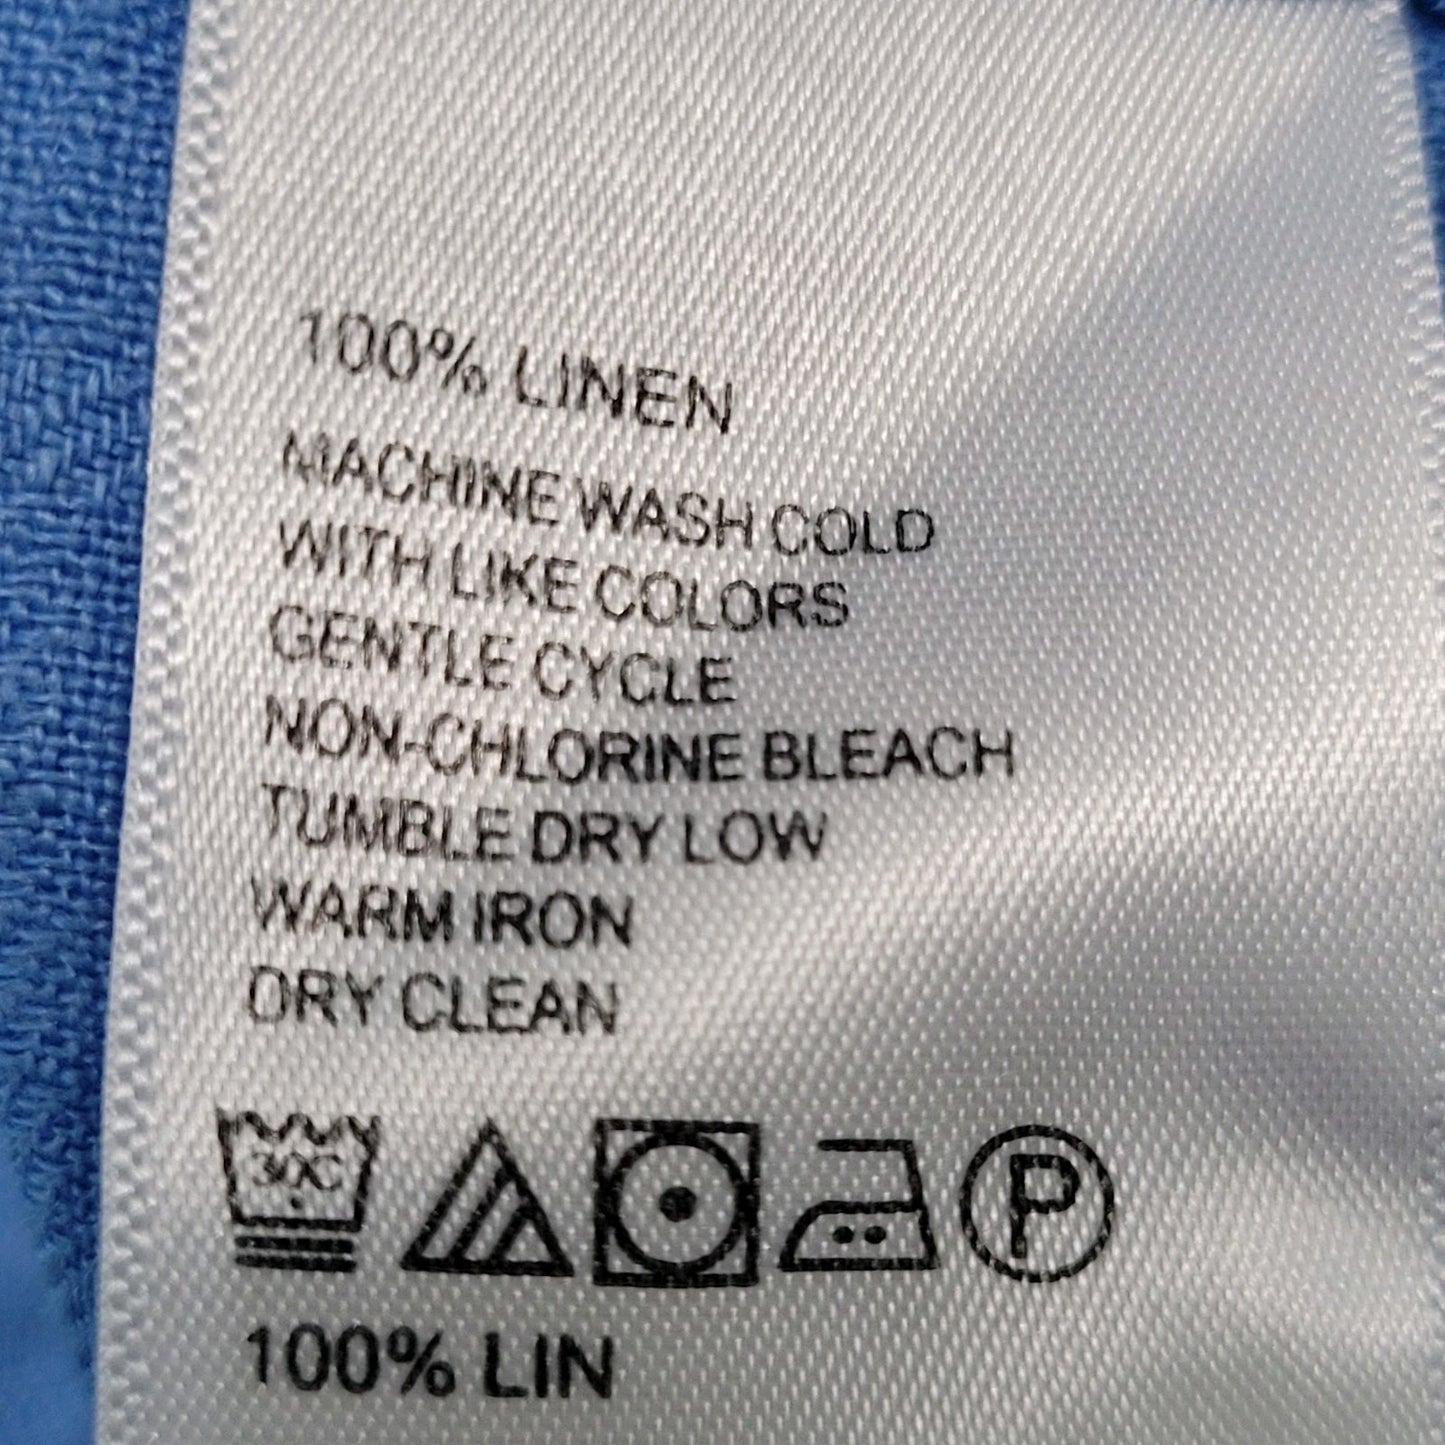 100% LINEN
MACHINE WASH COLD
WITH LIKE COLORS
GENTLE CYCLE
NON-CHLORINE BLEACH
TUMBLE DRY LOW
WARM IRON
DRY CLEAN
30C P
100% LIN